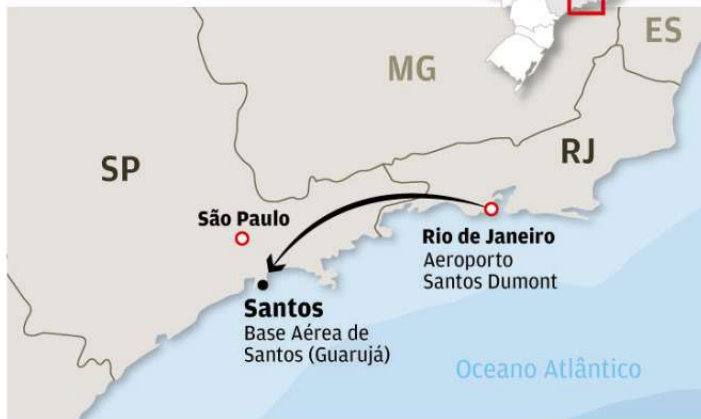 ES
MG
RJ
SP
São Paulo
Rio de Janeiro
Aeroporto
Santos Dumont
Santos
Base Aérea de
Santos (Guarujá)
Oceano Atlântico